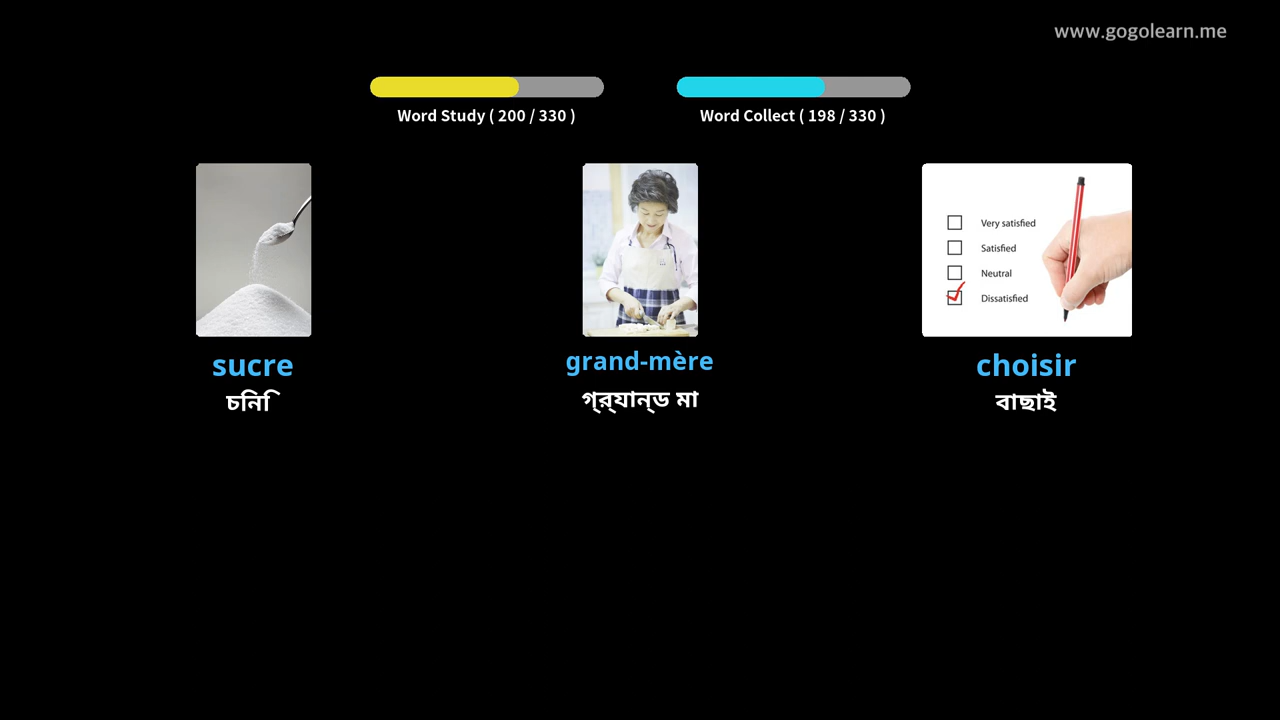 www.gogolearn.me
Word Study ( 200 / 330 )
Word Collect ( 198 / 330 )
Very satisfied
Satisfied
Neutral
Dissatisfied
sucre
grand-mère
choisir
চিনি
গ্র্যান্ড মা
বাছাই